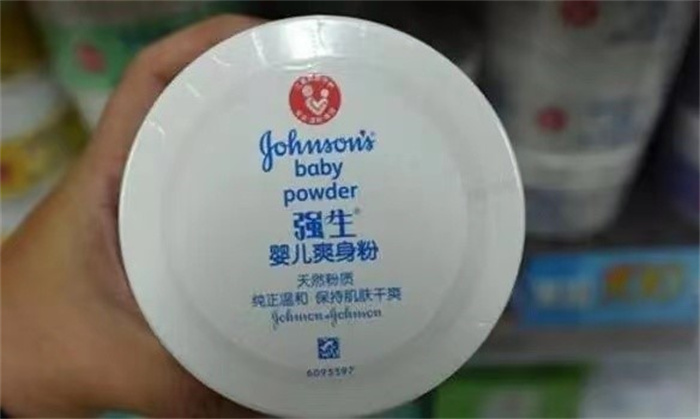 Johnson's®
baby
powder
强生®
婴儿爽身粉
天然粉质
纯正温和 保持肌肤干爽
Johnson & Johnson
6095597